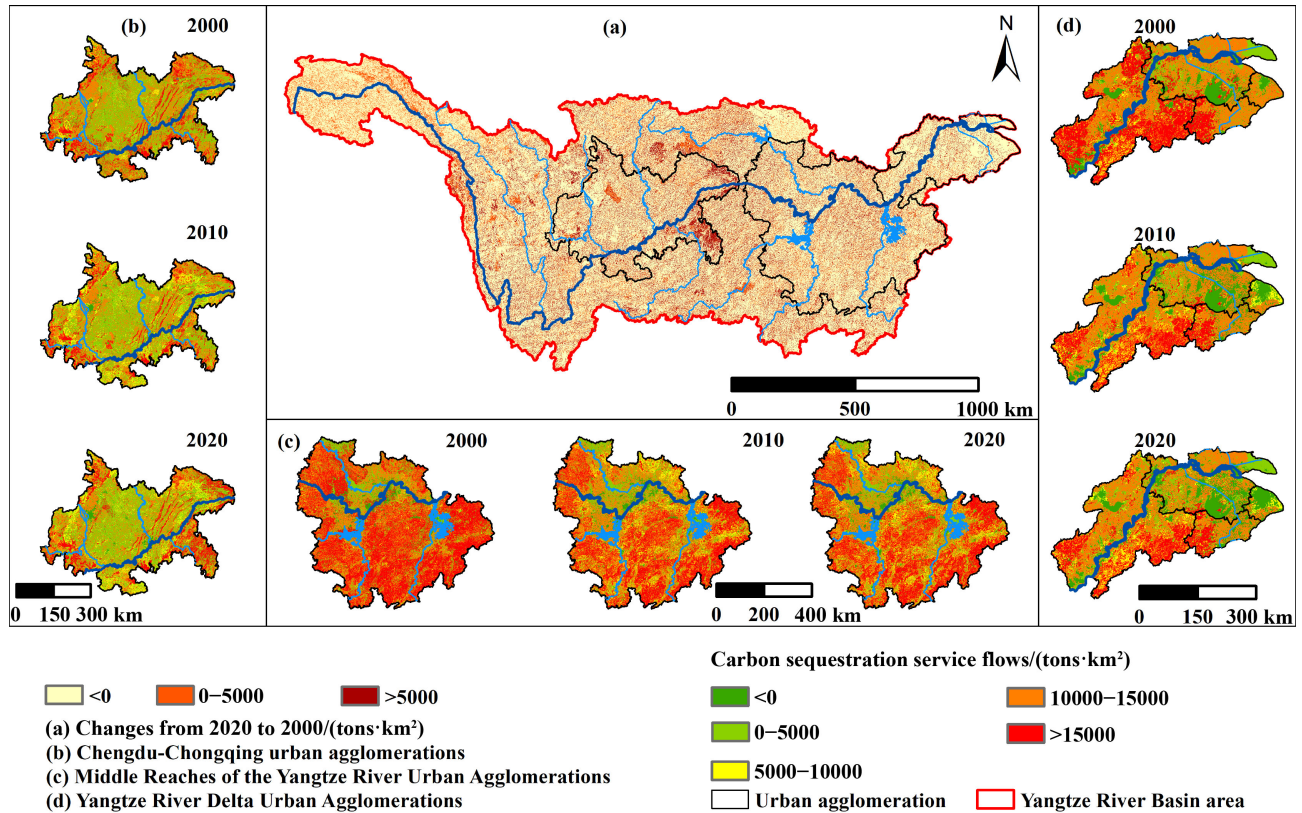 (b)
2000
2010
2020
0 150 300 km
(a)
N
0 500 1000 km
(c)
2000
2010
2020
0 200 400 km
(d)
2000
2010
2020
0 150 300 km
<0
0−5000
>5000
(a) Changes from 2020 to 2000/(tons·km²)
(b) Chengdu-Chongqing urban agglomerations
(c) Middle Reaches of the Yangtze River Urban Agglomerations
(d) Yangtze River Delta Urban Agglomerations
Carbon sequestration service flows/(tons·km²)
<0
10000−15000
0−5000
>15000
5000−10000
Urban agglomeration
Yangtze River Basin area